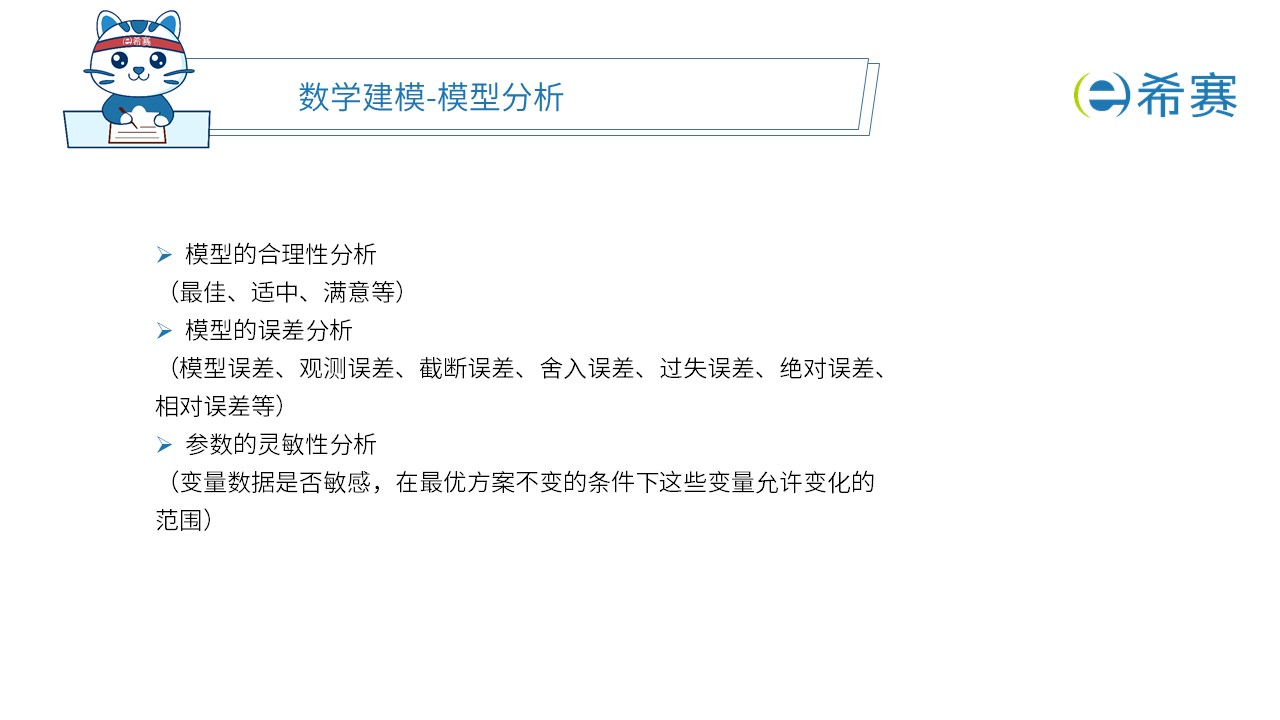 希赛
数学建模-模型分析
希赛
模型的合理性分析
（最佳、适中、满意等）
模型的误差分析
（模型误差、观测误差、截断误差、舍入误差、过失误差、绝对误差、
相对误差等）
参数的灵敏性分析
（变量数据是否敏感，在最优方案不变的条件下这些变量允许变化的
范围）